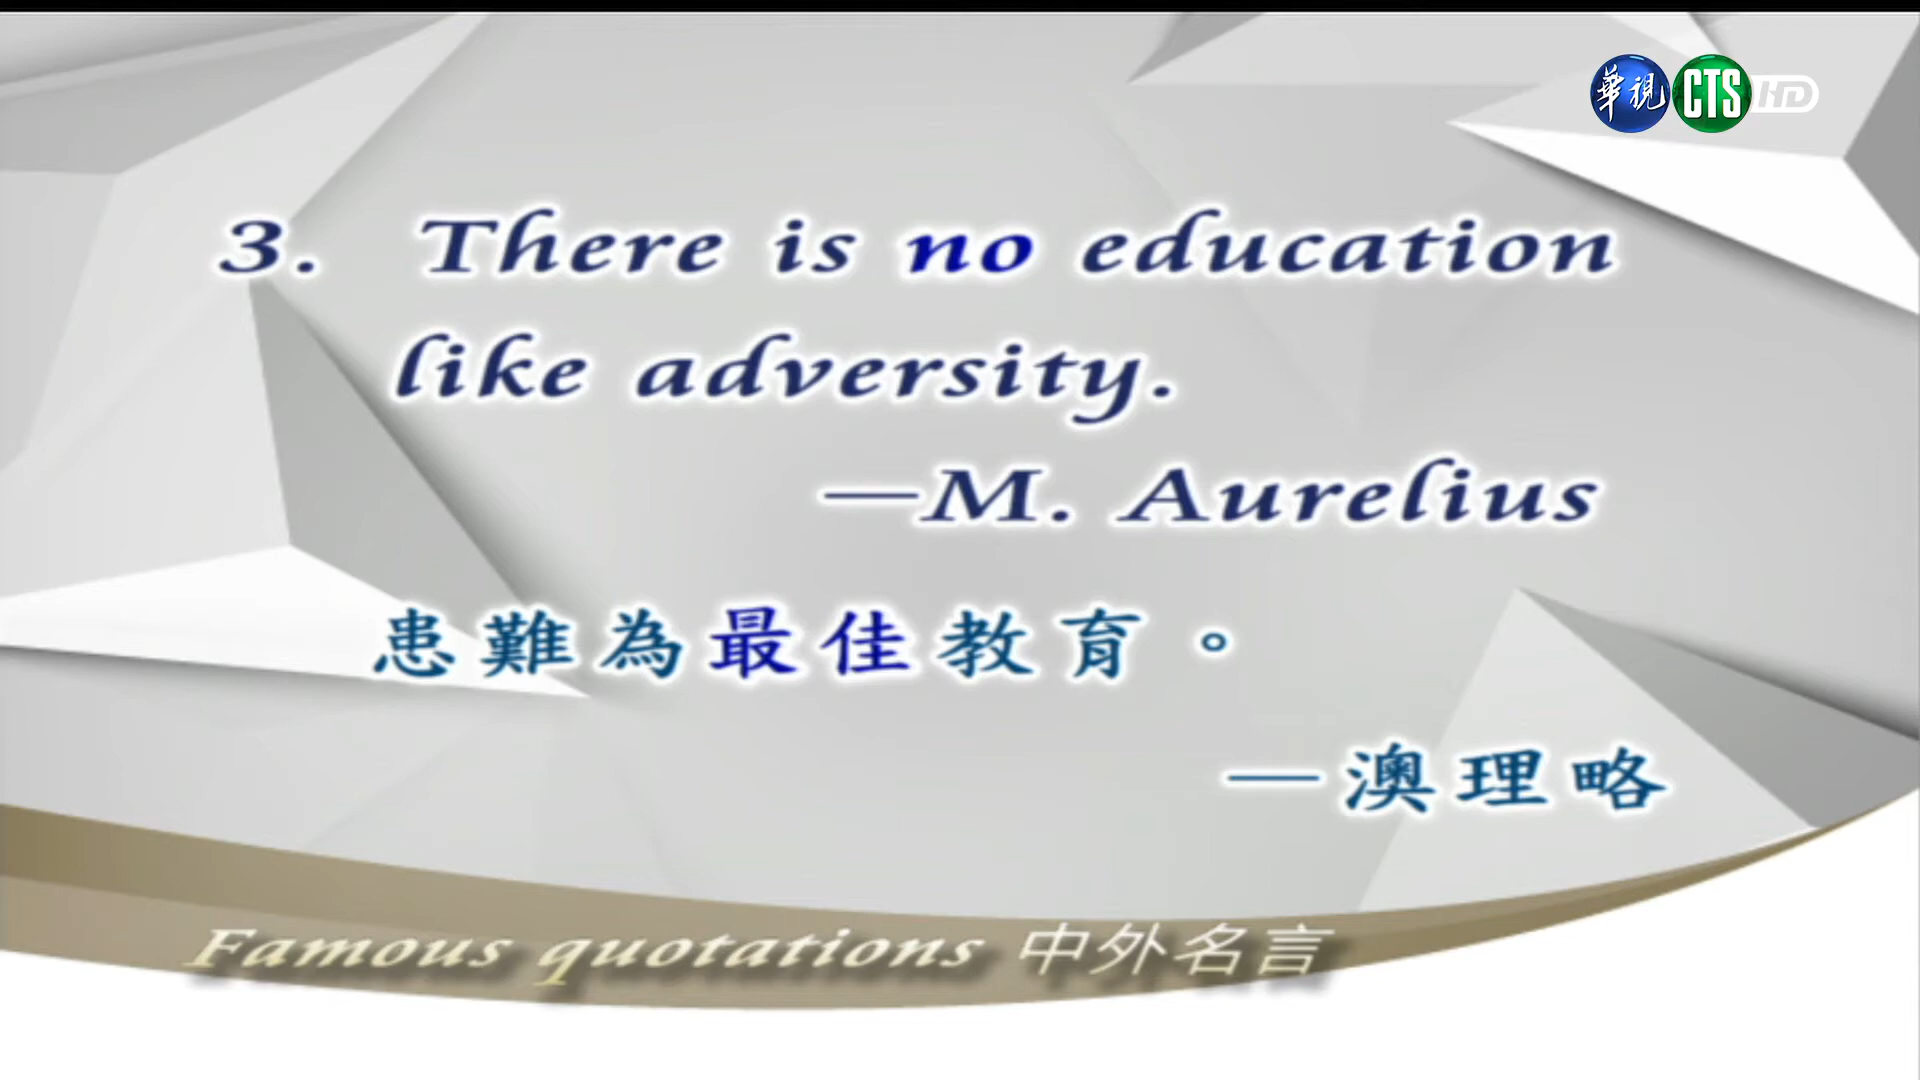 華視 CTS HD
3. There is no education
like adversity.
—M. Aurelius
患難為最佳教育。
—澳理略
Famous quotations 中外名言